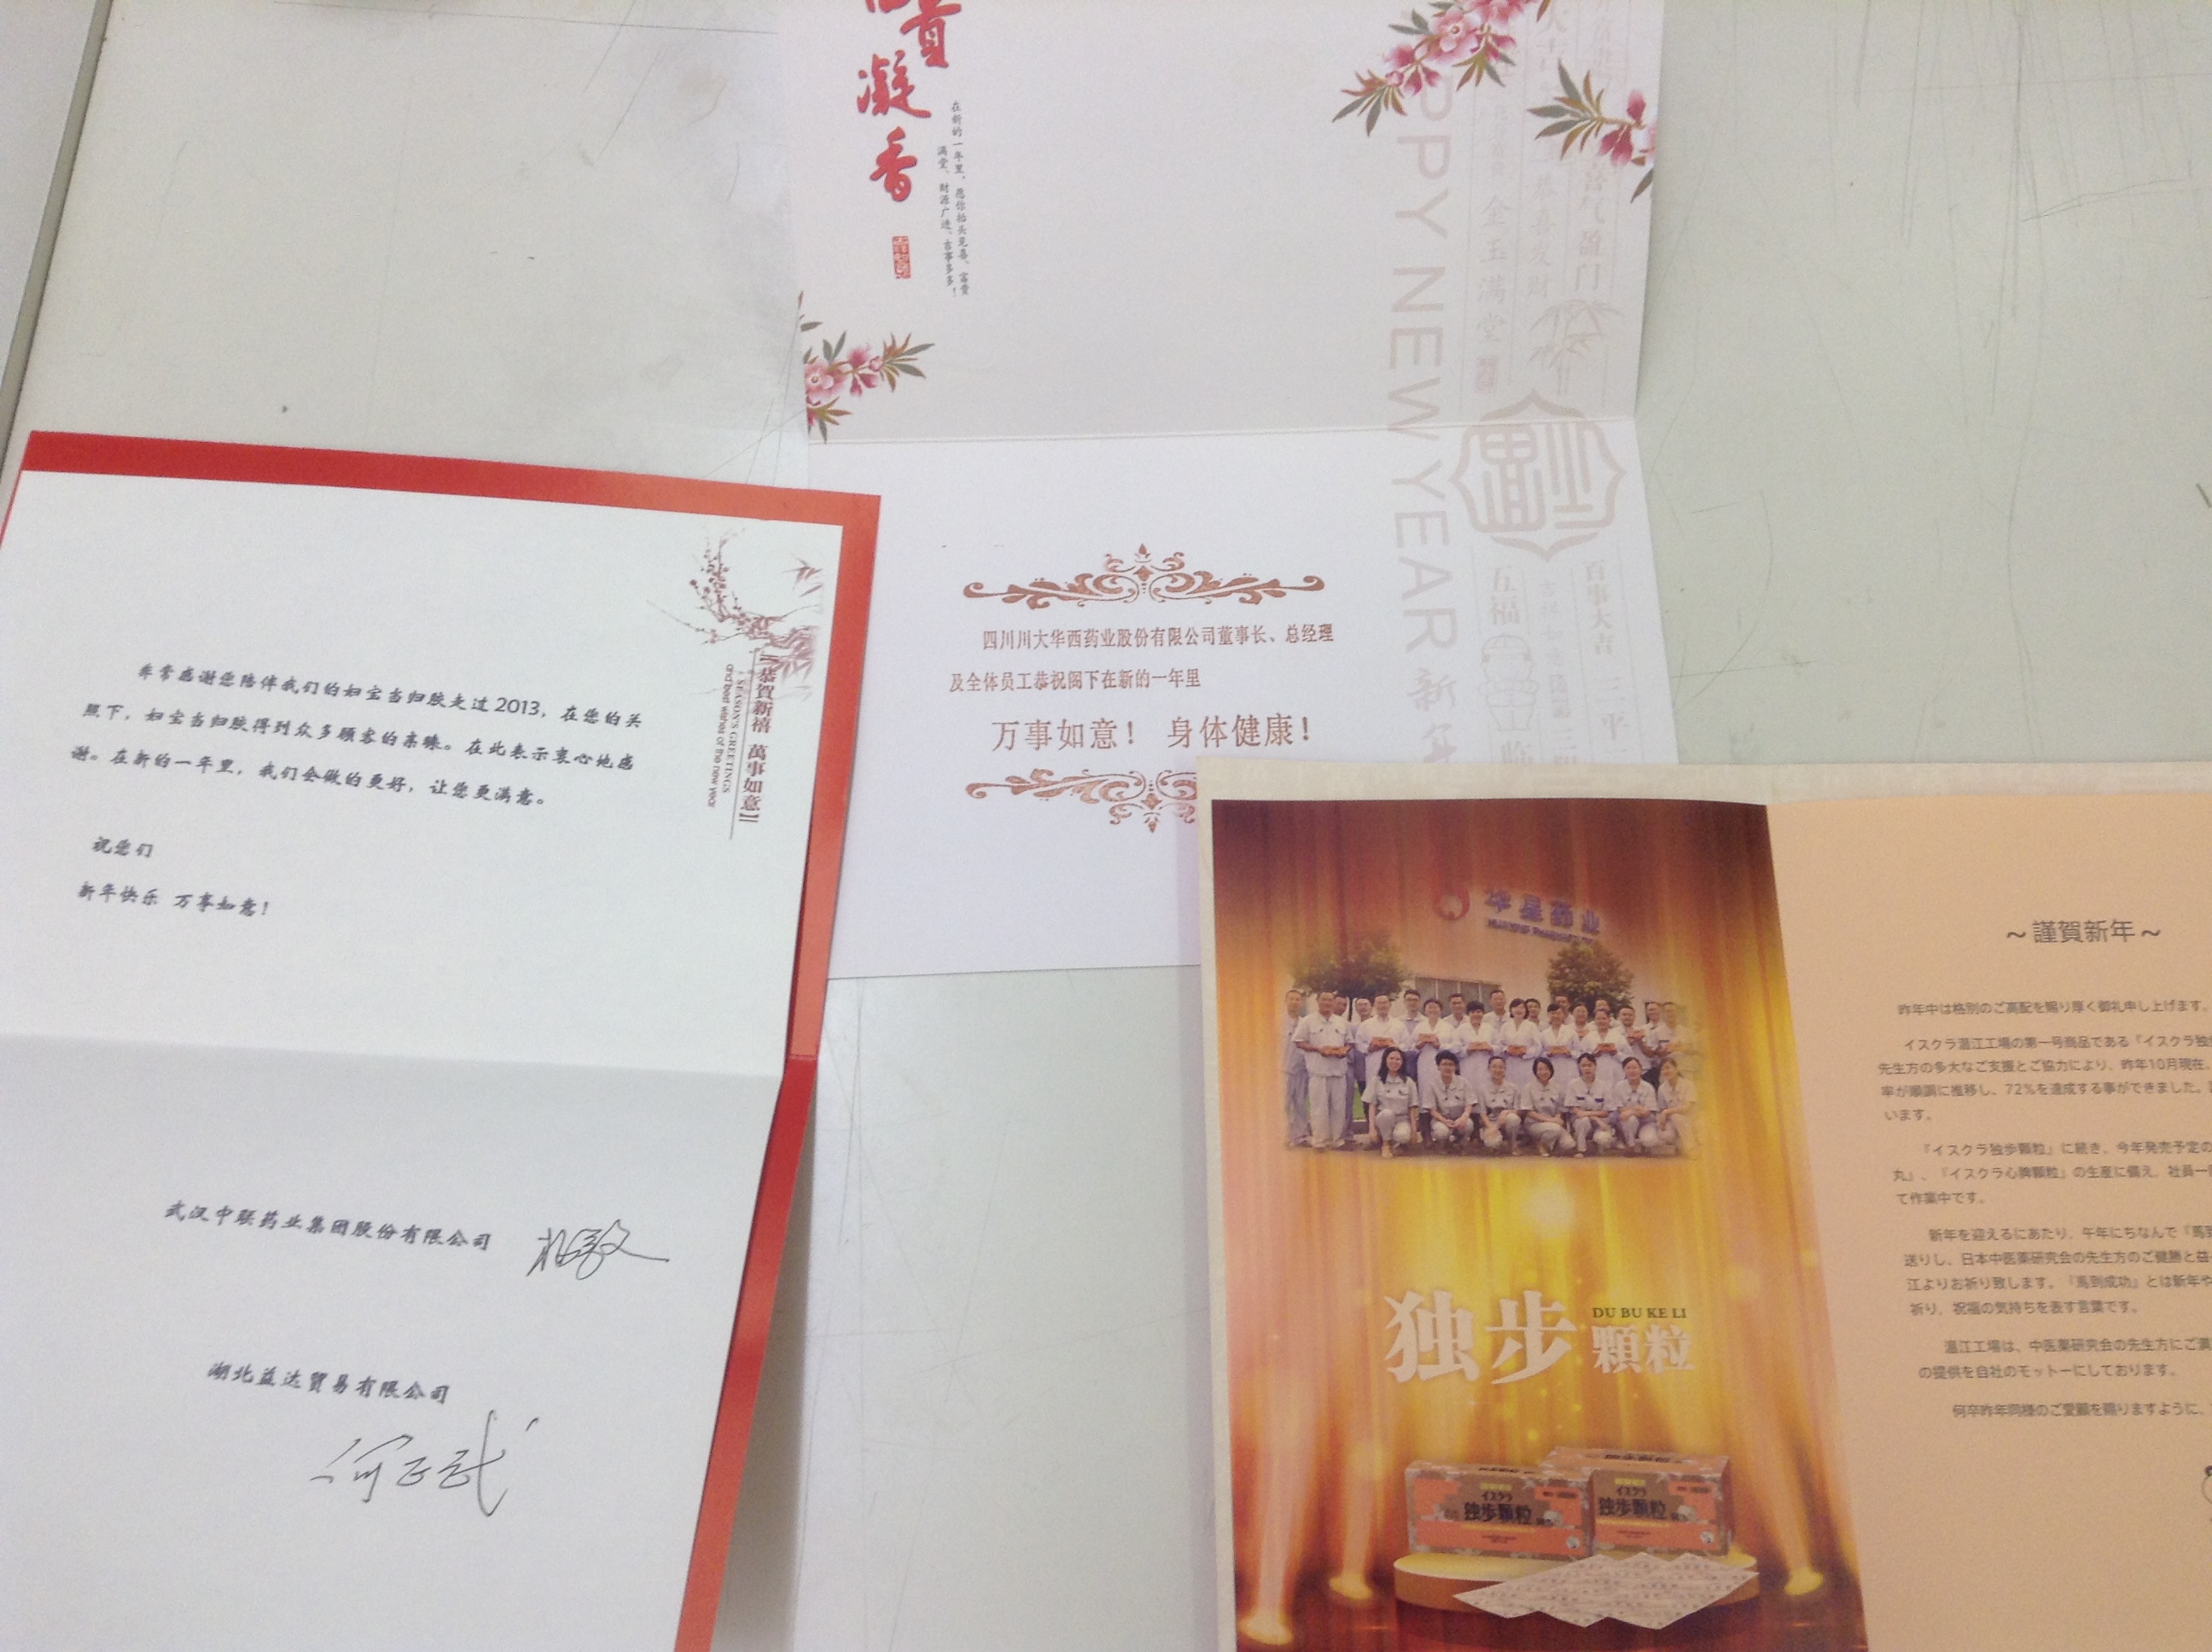 非常感谢您陪伴我们的妇宝当归胶走过2013，在您的关
照下，妇宝当归胶得到众多顾客的亲睐。在此表示衷心地感
谢。在新的一年里，我们会做的更好，让您更满意。
祝您们
新年快乐 万事如意！
武汉中联药业集团股份有限公司
湖北益达贸易有限公司
何正武
恭賀新禧 萬事如意
SEASON'S GREETINGS
and best wishes of the new year
貴
凝
香
在新的一年里，愿你抬头见喜、富贵
满堂、财源广进、吉事多多！
PPY NEW YEAR 新年
金玉满堂
恭喜发财
喜气盈门
五福
临
百事大吉
四川川大华西药业股份有限公司董事长、总经理
及全体员工恭祝阁下在新的一年里
万事如意！ 身体健康！
华星药业
独步
DU BU KE LI
顆粒
イスクラ
独步顆粒
イスクラ
独步顆粒
～謹賀新年～
昨年中は格別のご高配を賜り厚く御礼申し上げます。
イスクラ温江工場の第一号商品である『イスクラ独
先生方の多大なご支援とご協力により、昨年10月現在、
率が順調に推移し、72%を達成する事ができました。
います。
『イスクラ独歩顆粒』に続き、今年発売予定の
丸』、『イスクラ心脾顆粒』の生産に備え、社員一
て作業中です。
新年を迎えるにあたり、午年にちなんで『馬到
送りし、日本中医薬研究会の先生方のご健勝と益
江よりお祈り致します。『馬到成功』とは新年や
祈り、祝福の気持ちを表す言葉です。
温江工場は、中医薬研究会の先生方にご満
の提供を自社のモットーにしております。
何卒昨年同様のご愛顧を賜りますように、